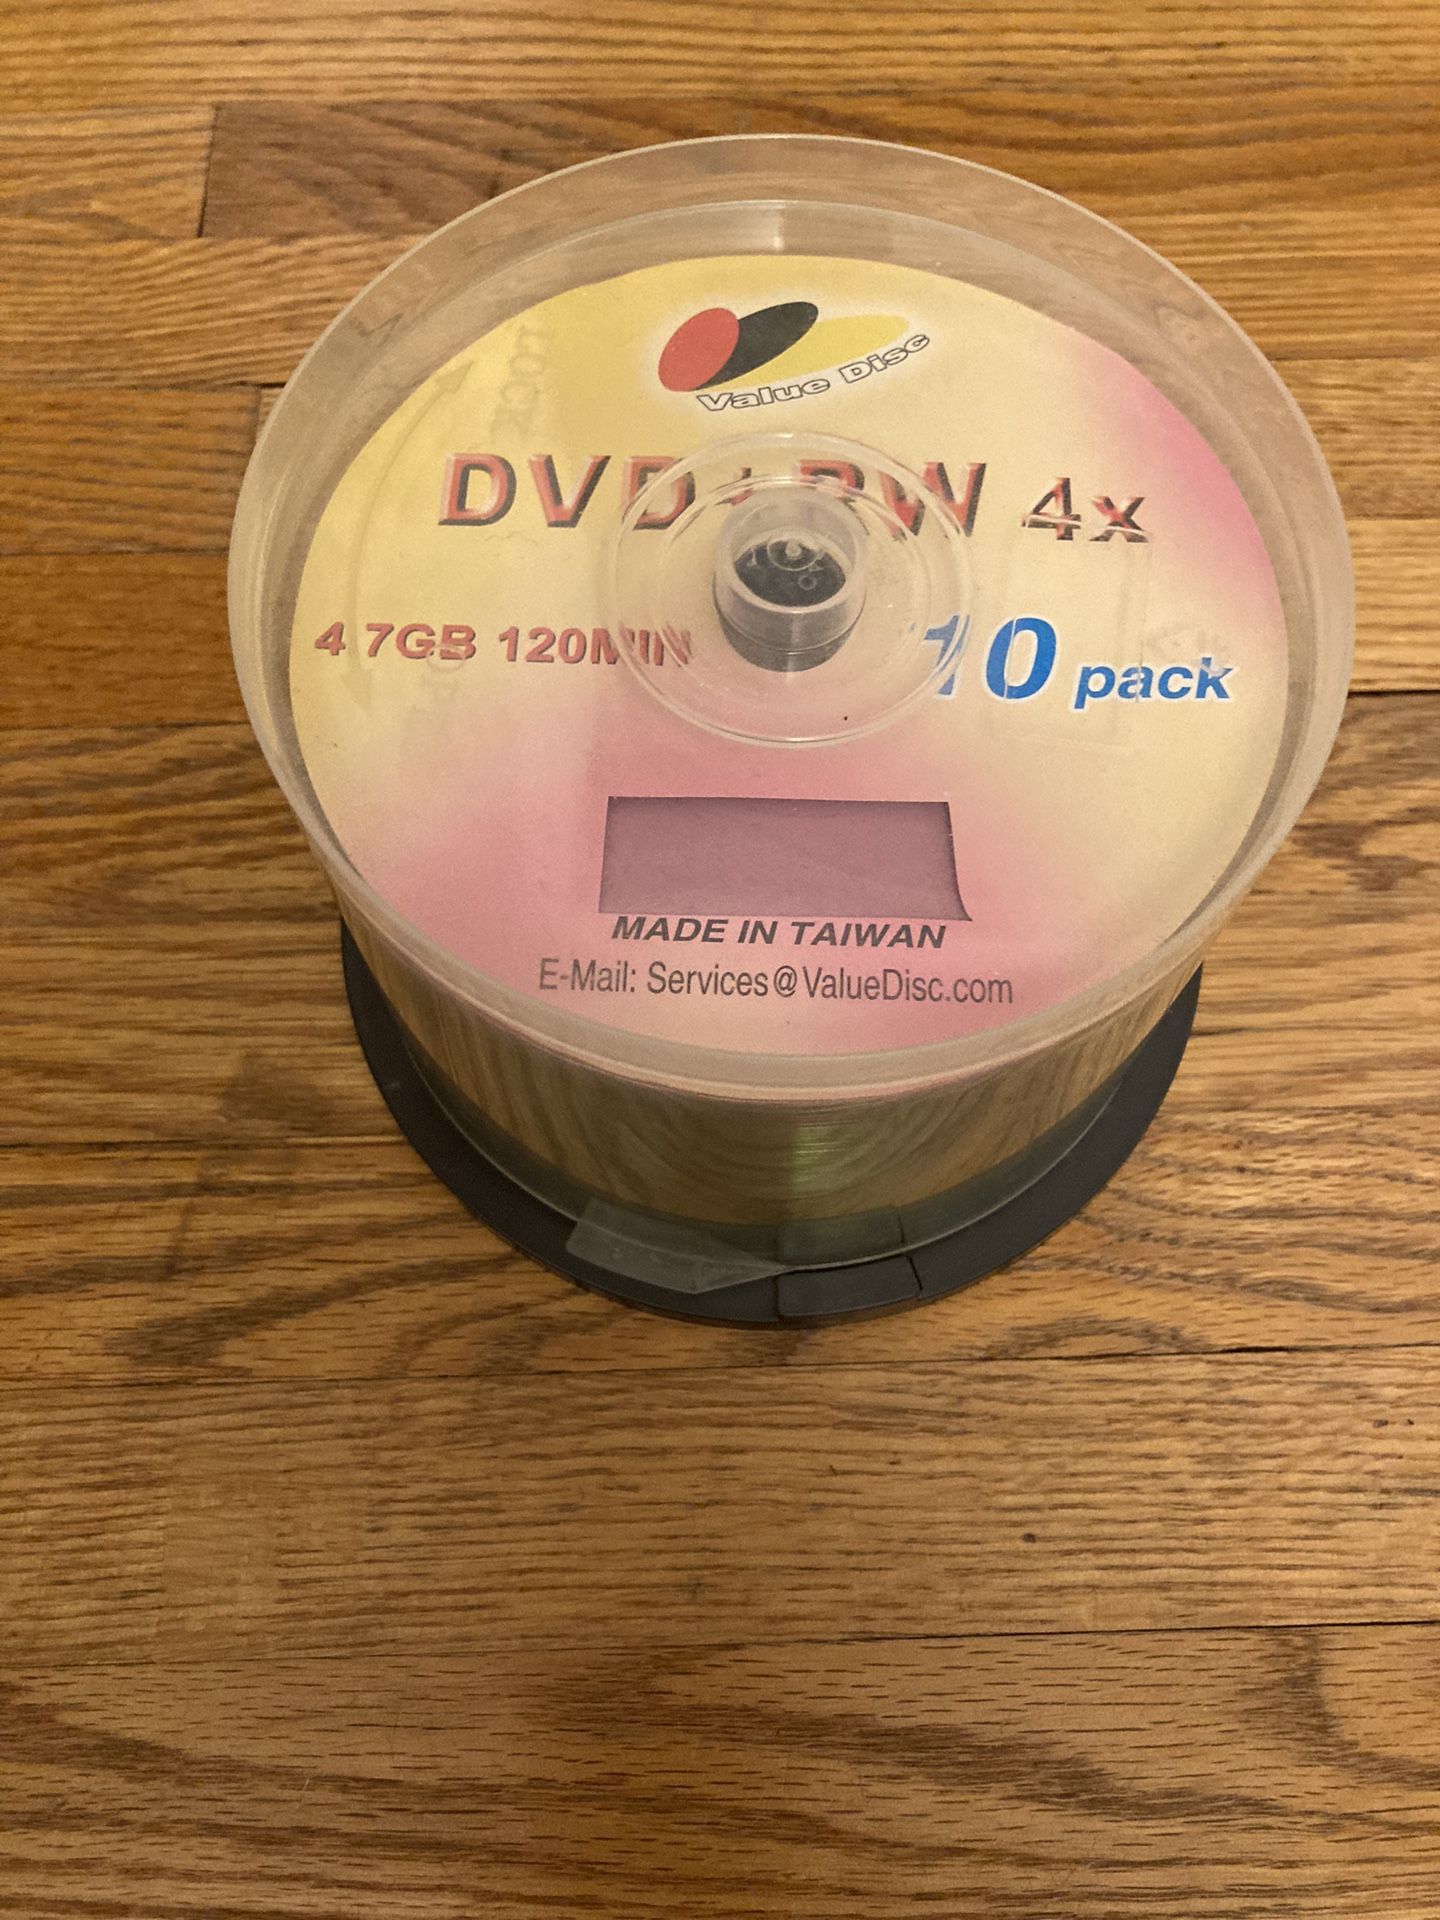 Value Disc
DVD+RW 4x
4.7GB 120MIN
10 pack
MADE IN TAIWAN
E-Mail: Services@ValueDisc.com